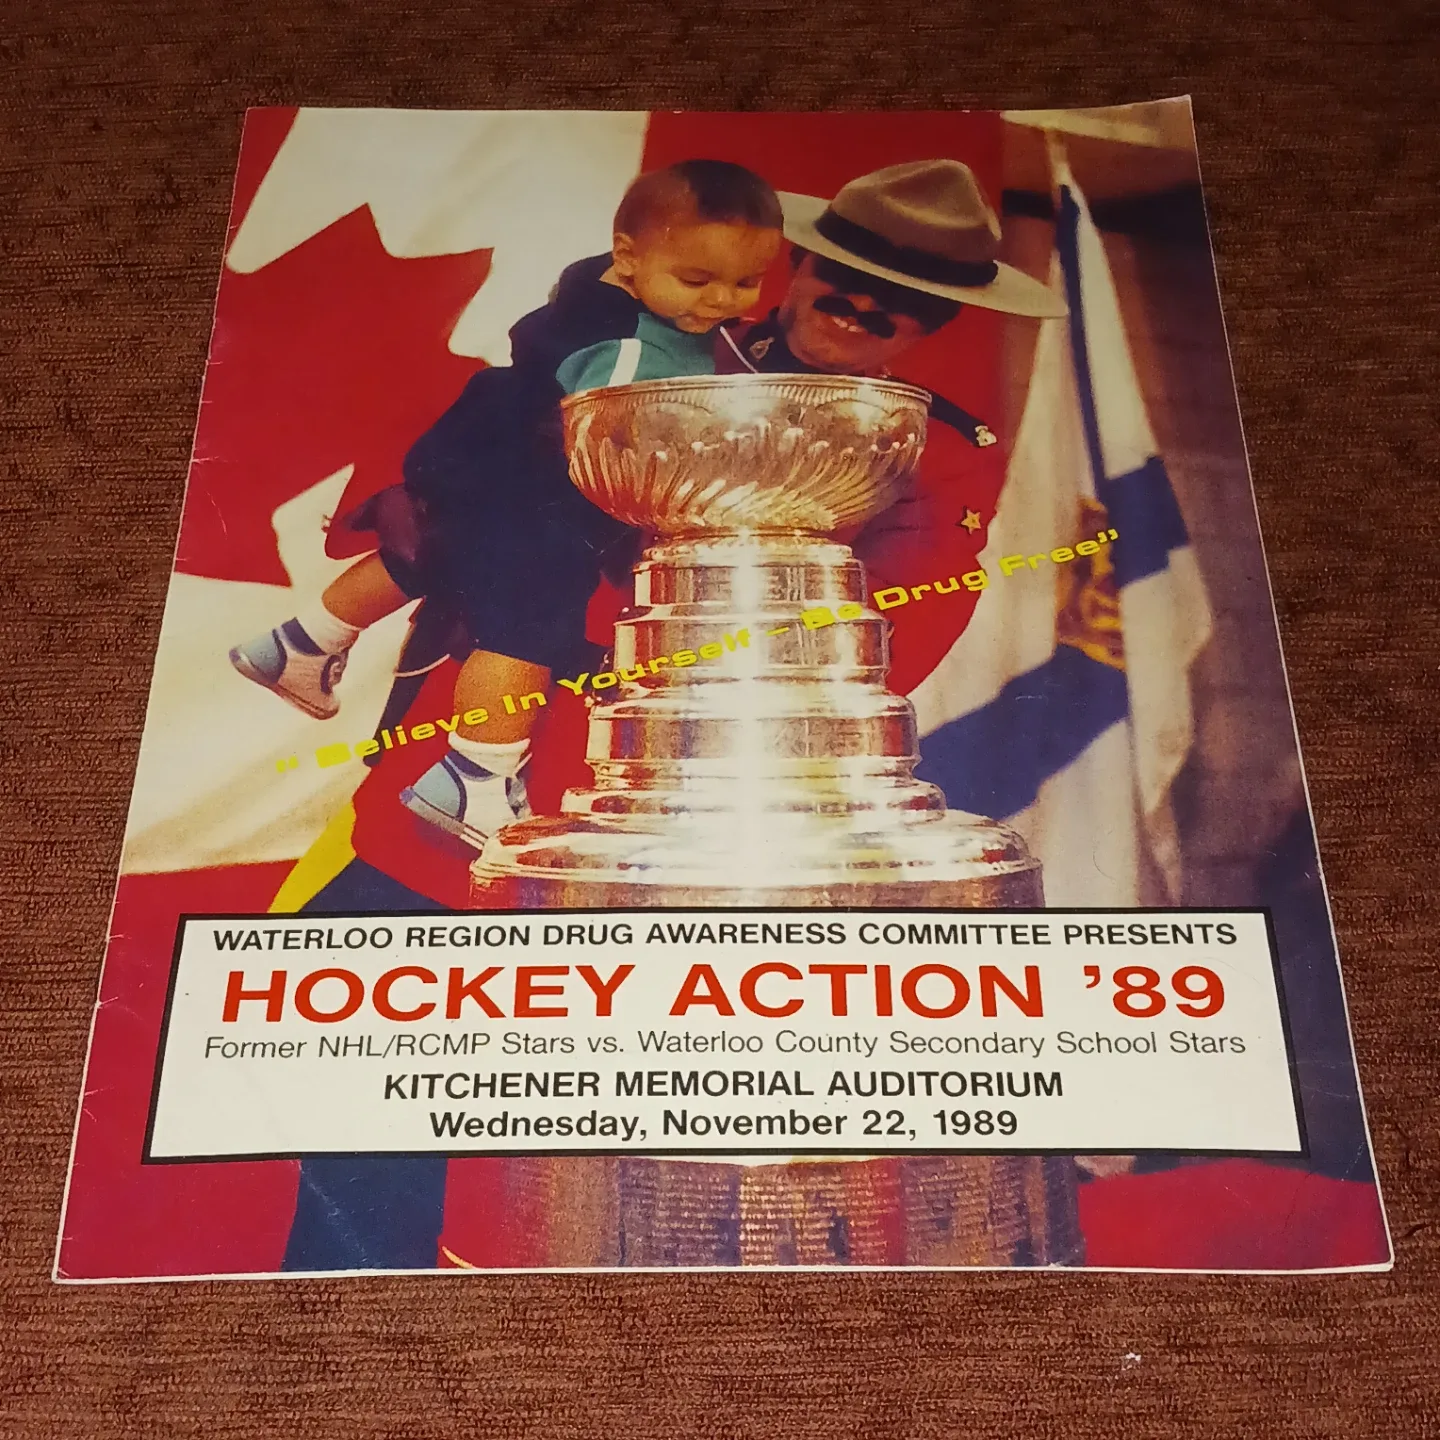 “Believe In Yourself – Be Drug Free”
WATERLOO REGION DRUG AWARENESS COMMITTEE PRESENTS
HOCKEY ACTION ’89
Former NHL/RCMP Stars vs. Waterloo County Secondary School Stars
KITCHENER MEMORIAL AUDITORIUM
Wednesday, November 22, 1989